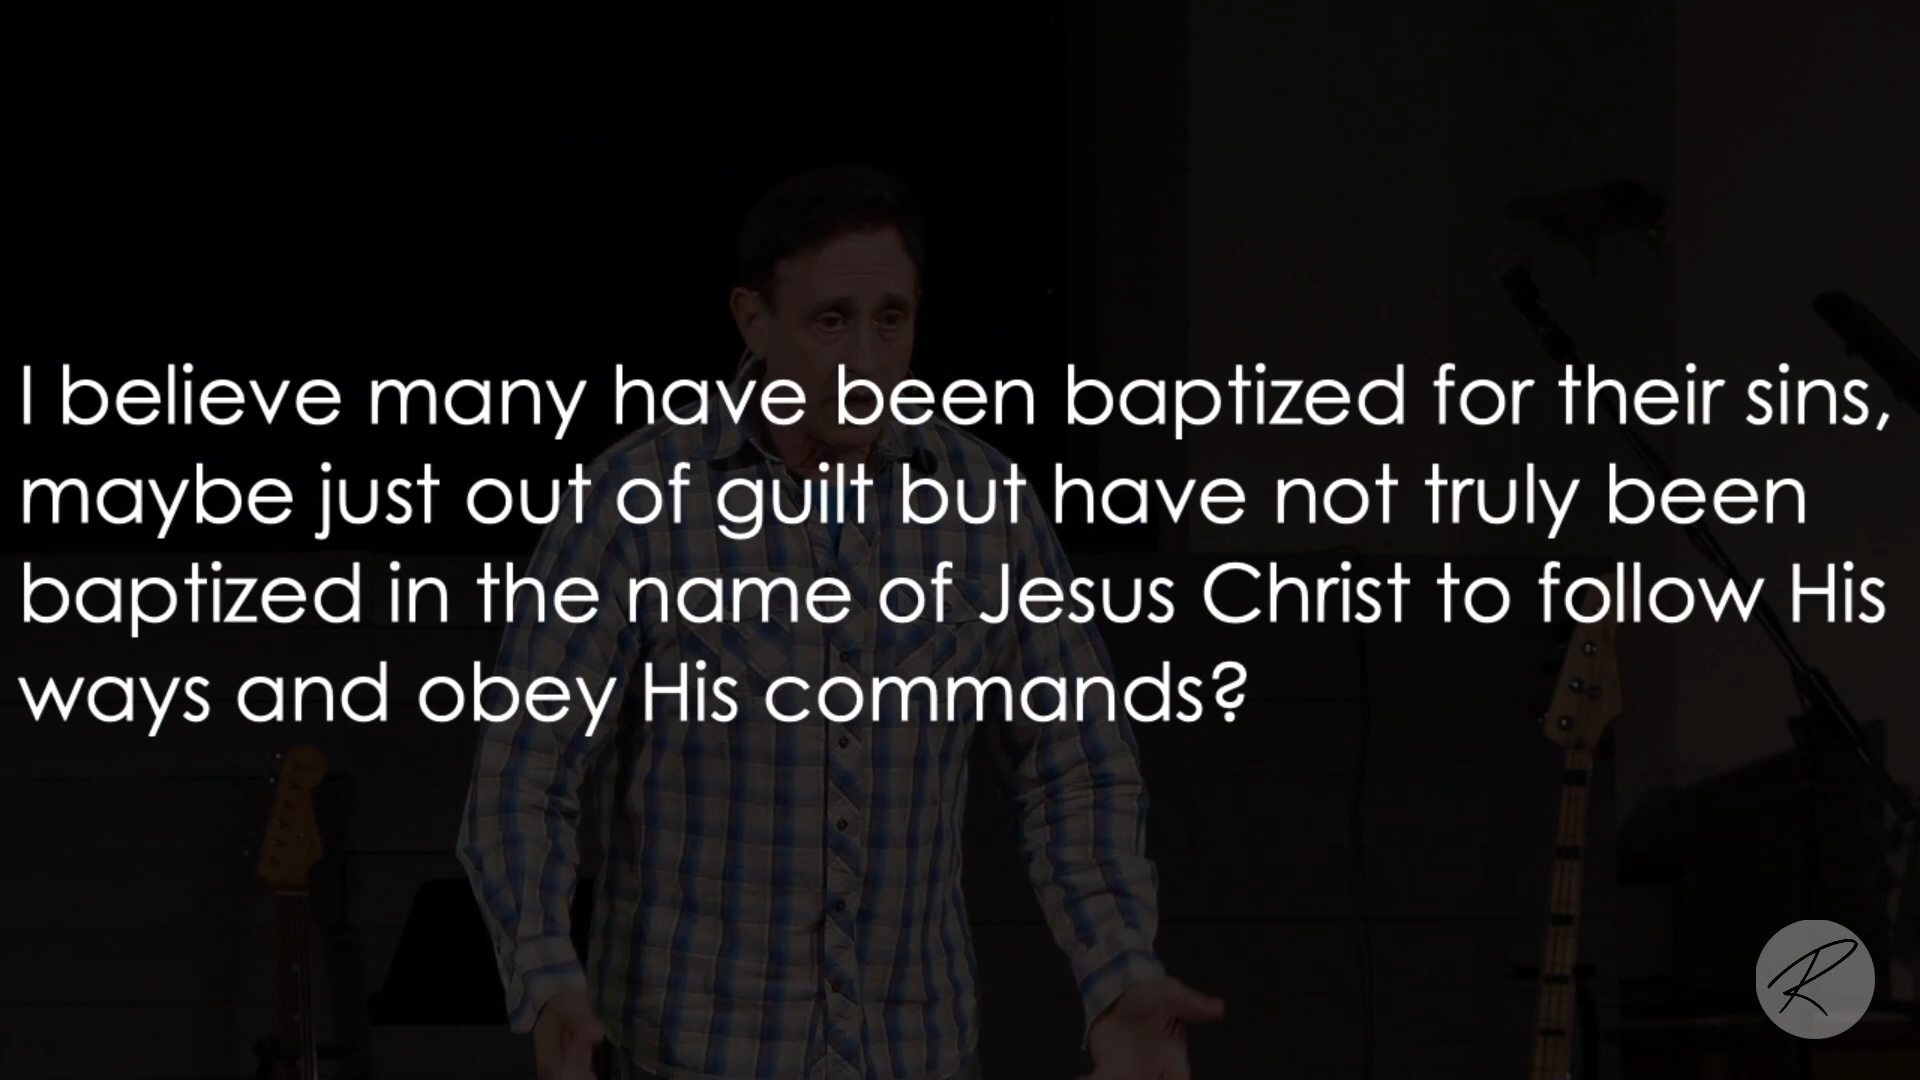 I believe many have been baptized for their sins,
maybe just out of guilt but have not truly been
baptized in the name of Jesus Christ to follow His
ways and obey His commands?
R